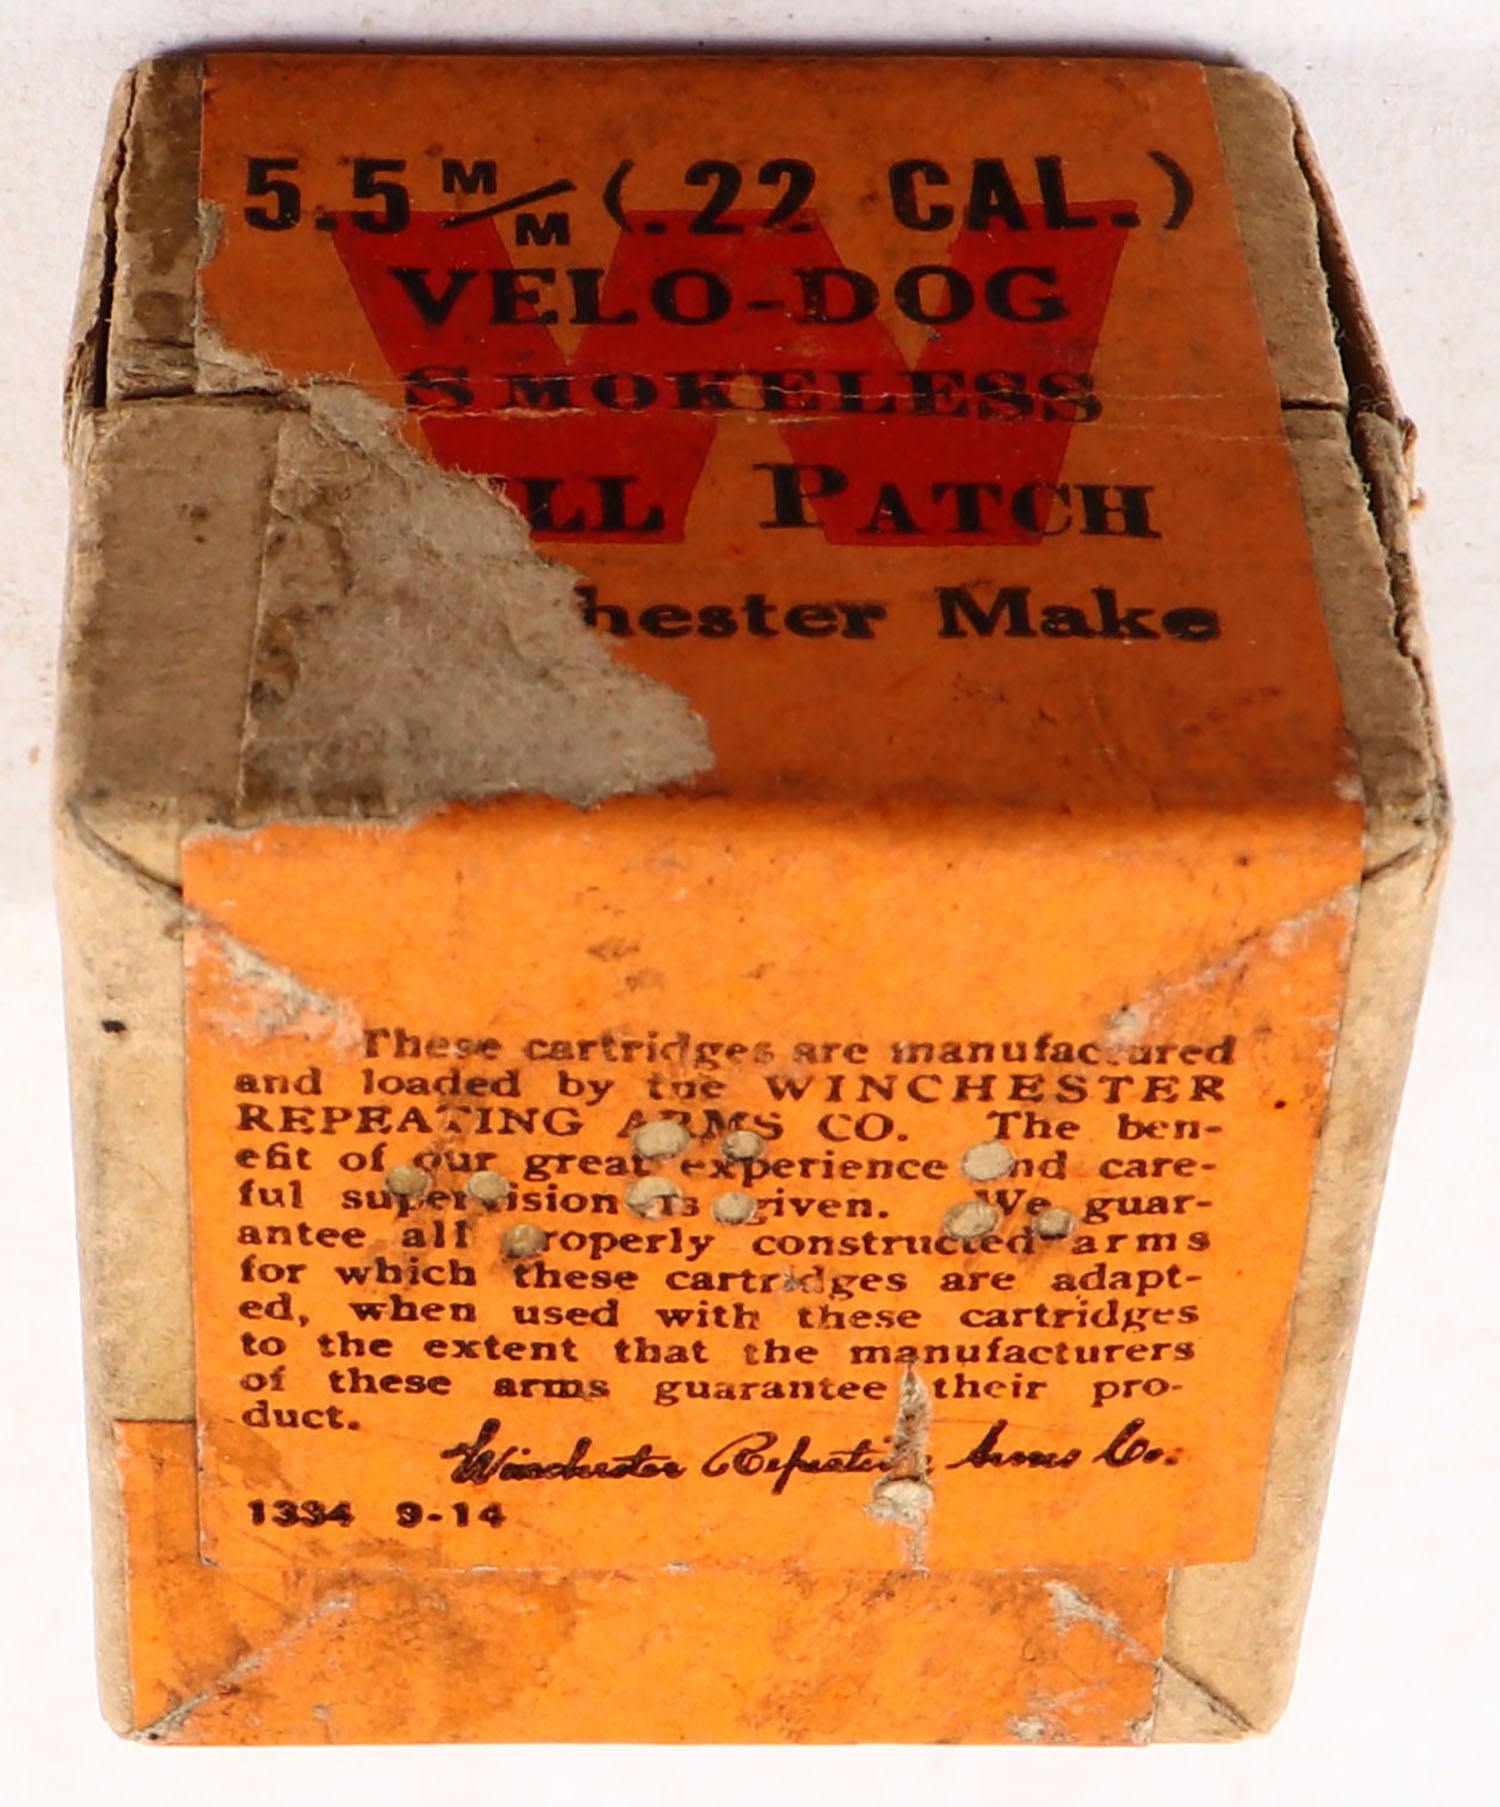 5.5 M/M (.22 CAL.)
VELO-DOG
SMOKELESS
LL PATCH
hester Make
These cartridges are manufactured
and loaded by the WINCHESTER
REPEATING ARMS CO. The ben-
efit of our great experience and care-
ful supervision is given. We guar-
antee all properly constructed arms
for which these cartridges are adapt-
ed, when used with these cartridges
to the extent that the manufacturers
of these arms guarantee their pro-
duct.
Winchester Repeating Arms Co.
1334 9-14